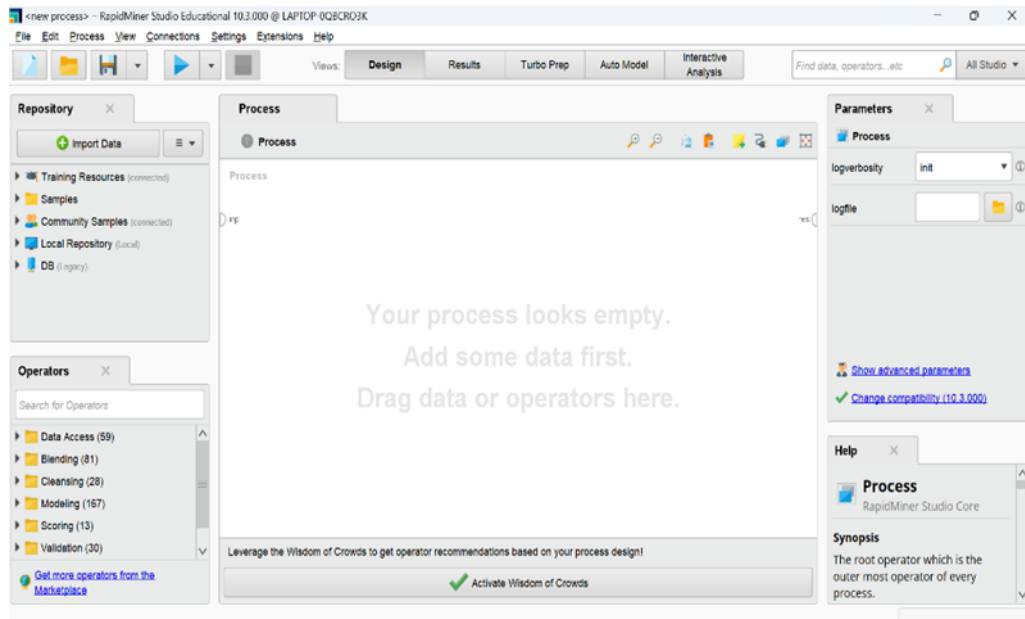 <new process> – RapidMiner Studio Educational 10.3.000 @ LAPTOP-0QBCRO3K
File Edit Process View Connections Settings Extensions Help
Views: Design Results Turbo Prep Auto Model Interactive Analysis
Find data, operators...etc All Studio
Repository
Import Data
Training Resources (connected)
Samples
Community Samples (connected)
Local Repository (Local)
DB (Legacy)
Operators
Search for Operators
Data Access (59)
Blending (81)
Cleansing (28)
Modeling (167)
Scoring (13)
Validation (30)
Get more operators from the
Marketplace
Process
Process
Process
inp
res
Your process looks empty.
Add some data first.
Drag data or operators here.
Leverage the Wisdom of Crowds to get operator recommendations based on your process design!
Activate Wisdom of Crowds
Parameters
Process
logverbosity init
logfile
Show advanced parameters
Change compatibility (10.3.000)
Help
Process
RapidMiner Studio Core
Synopsis
The root operator which is the
outer most operator of every
process.